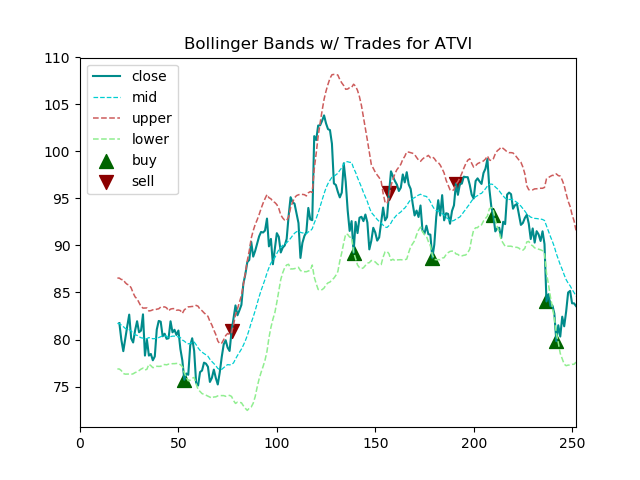 Bollinger Bands w/ Trades for ATVI
110
105
100
95
90
85
80
75
close
mid
upper
lower
buy
sell
0 50 100 150 200 250